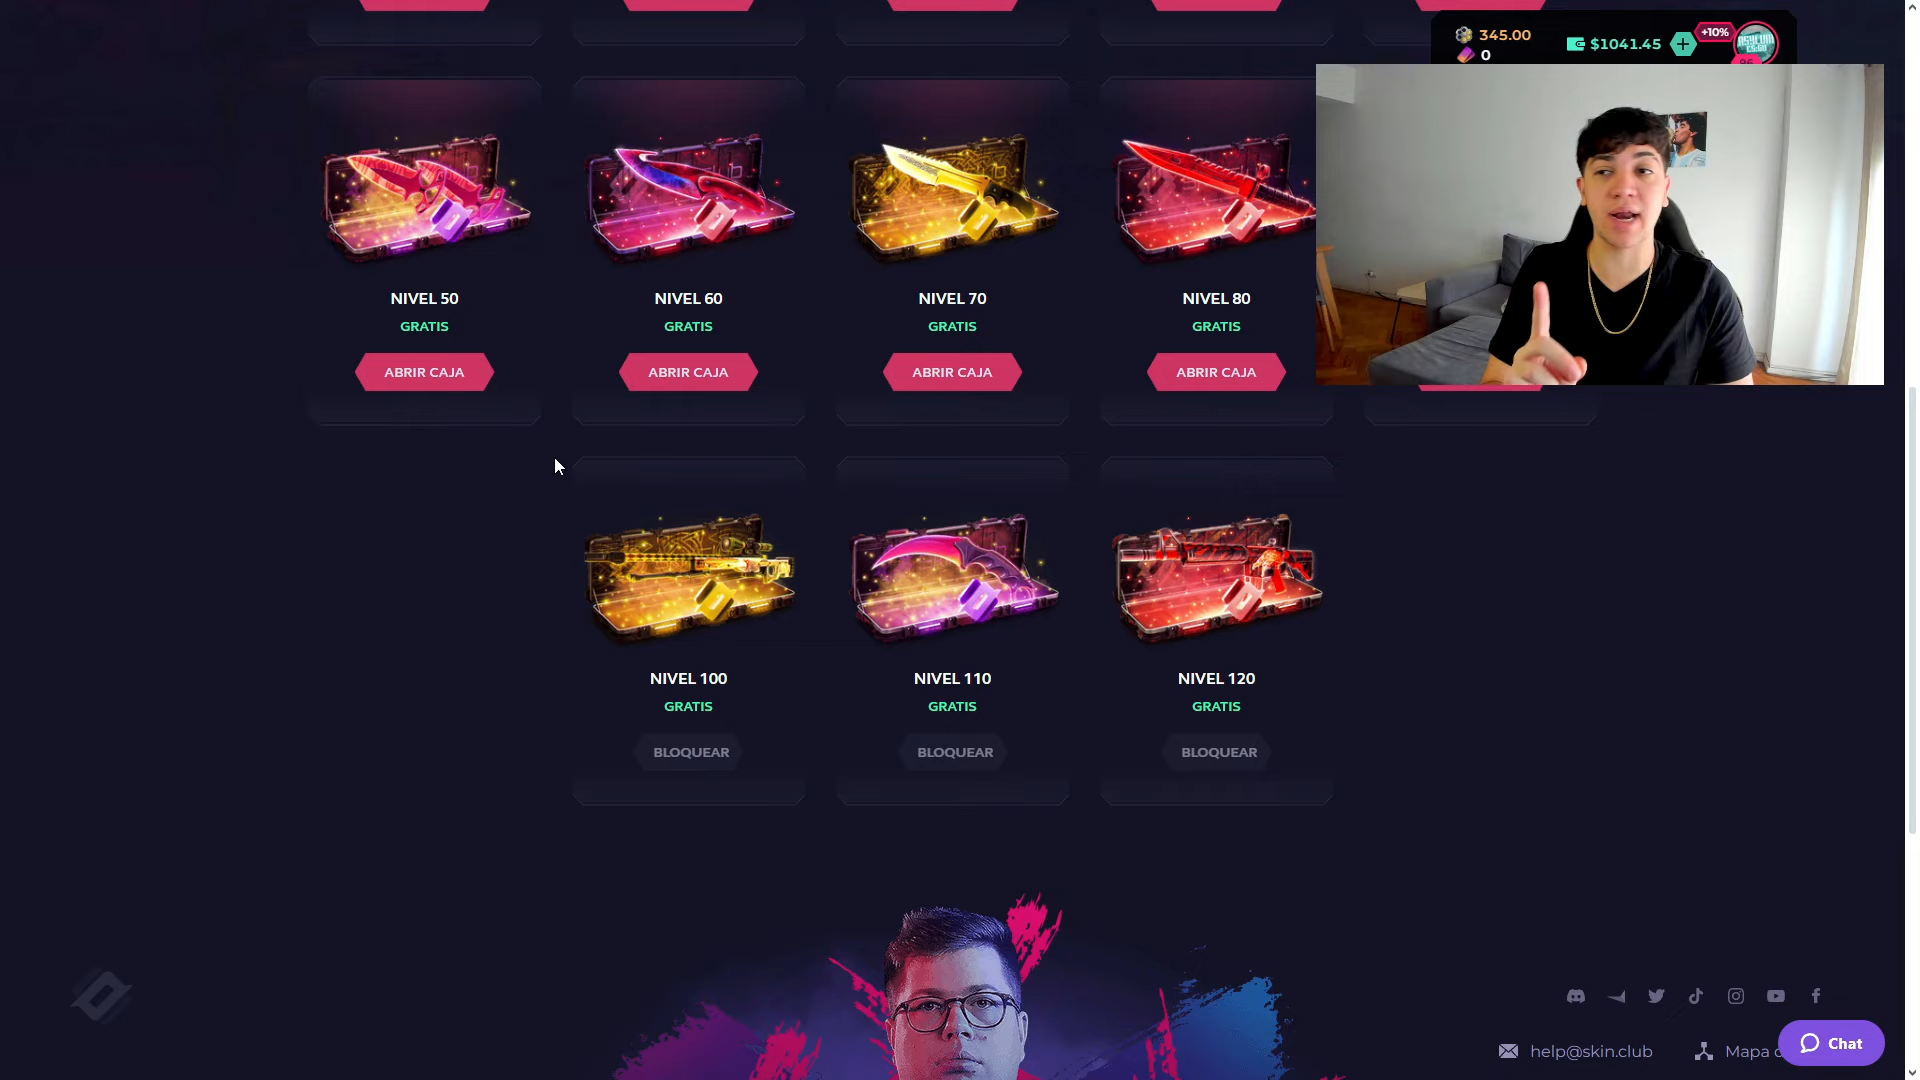 345.00
0
$1041.45
+10%
NIVEL 50
GRATIS
ABRIR CAJA
NIVEL 60
GRATIS
ABRIR CAJA
NIVEL 70
GRATIS
ABRIR CAJA
NIVEL 80
GRATIS
ABRIR CAJA
NIVEL 100
GRATIS
BLOQUEAR
NIVEL 110
GRATIS
BLOQUEAR
NIVEL 120
GRATIS
BLOQUEAR
help@skin.club
Mapa
Chat